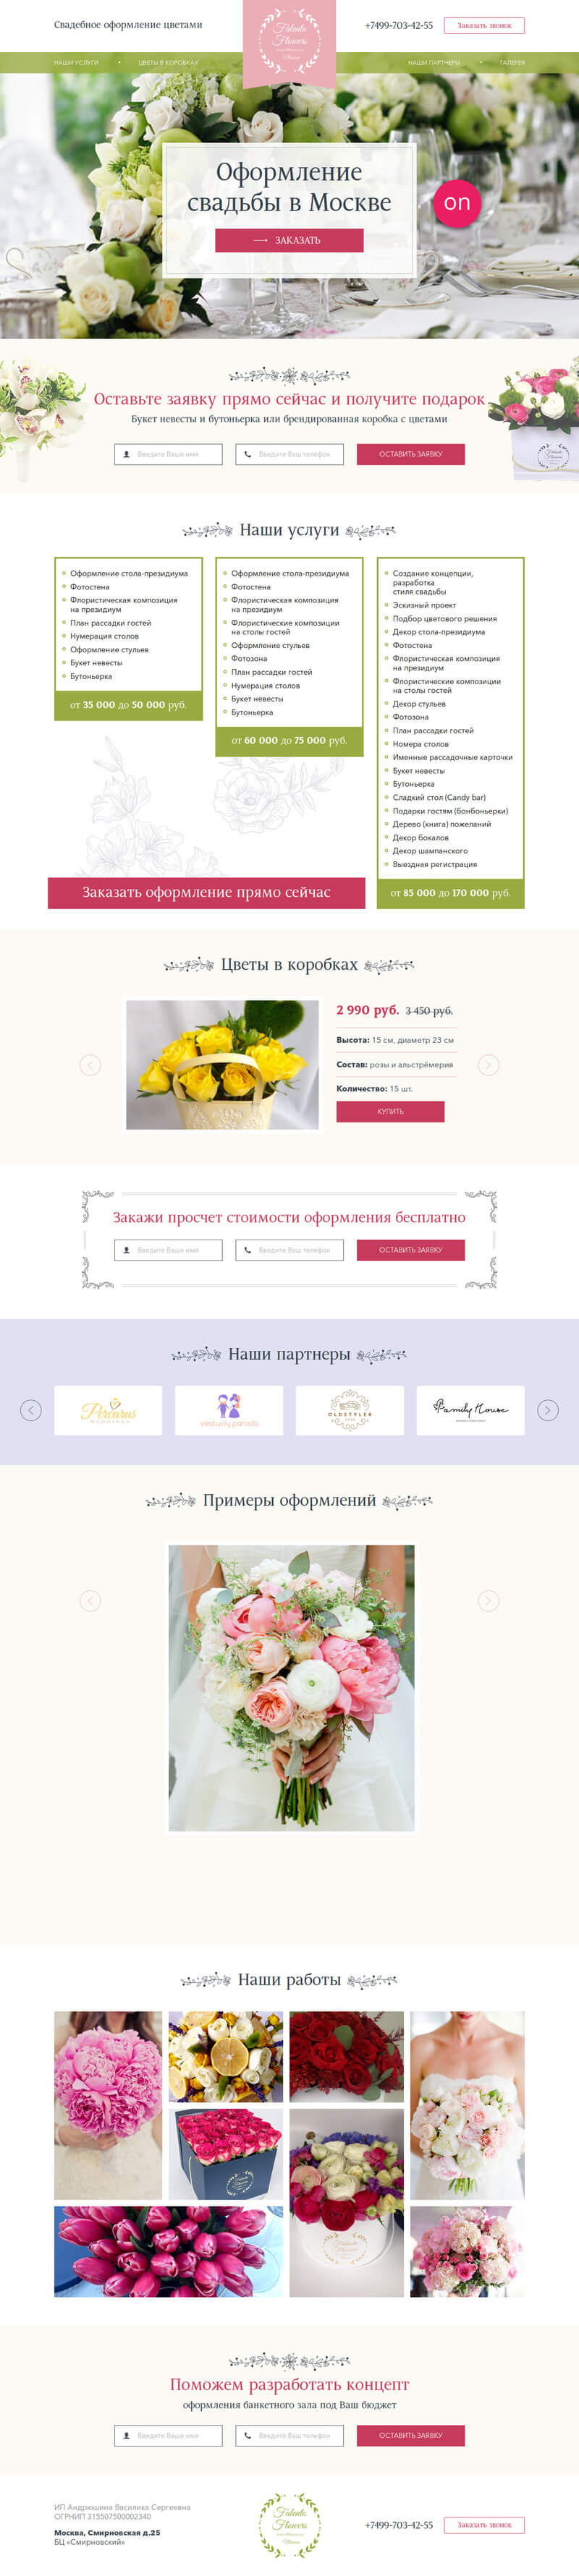 Свадебное оформление цветами
Falenło
Flowers
+7499-703-42-55
Заказать звонок
НАШИ УСЛУГИ
ЦВЕТЫ В КОРОБКАХ
НАШИ ПАРТНЕРЫ
ГАЛЕРЕЯ
Оформление
свадьбы в Москве
ЗАКАЗАТЬ
on
Оставьте заявку прямо сейчас и получите подарок
Букет невесты и бутоньерка или брендированная коробка с цветами
Введите Ваше имя
Введите Ваш телефон
ОСТАВИТЬ ЗАЯВКУ
Наши услуги
Оформление стола-президиума
Фотостена
Флористическая композиция
на президиум
План рассадки гостей
Нумерация столов
Оформление стульев
Букет невесты
Бутоньерка
от 35 000 до 50 000 руб.
Оформление стола-президиума
Фотостена
Флористическая композиция
на президиум
Флористические композиции
на столы гостей
Оформление стульев
Фотозона
План рассадки гостей
Нумерация столов
Букет невесты
Бутоньерка
от 60 000 до 75 000 руб.
Создание концепции,
разработка
стиля свадьбы
Эскизный проект
Подбор цветового решения
Декор стола-президиума
Фотостена
Флористическая композиция
на президиум
Флористические композиции
на столы гостей
Декор стульев
Фотозона
План рассадки гостей
Номера столов
Именные рассадочные карточки
Букет невесты
Бутоньерка
Сладкий стол (Candy bar)
Подарки гостям (бонбоньерки)
Дерево (книга) пожеланий
Декор бокалов
Декор шампанского
Выездная регистрация
от 85 000 до 170 000 руб.
Заказать оформление прямо сейчас
Цветы в коробках
2 990 руб. 3 450 руб.
Высота: 15 см, диаметр 23 см
Состав: розы и альстрёмерия
Количество: 15 шт.
КУПИТЬ
Закажи просчет стоимости оформления бесплатно
Введите Ваше имя
Введите Ваш телефон
ОСТАВИТЬ ЗАЯВКУ
Наши партнеры
Percarus
vestuvių parodo
OLDSTYLER
Family House
Примеры оформлений
Наши работы
Поможем разработать концепт
оформления банкетного зала под Ваш бюджет
Введите Ваше имя
Введите Ваш телефон
ОСТАВИТЬ ЗАЯВКУ
ИП Андрюшина Василика Сергеевна
ОГРНИП 315507500002340
Москва, Смирновская д.25
БЦ «Смирновский»
Falenło
Flowers
+7499-703-42-55
Заказать звонок